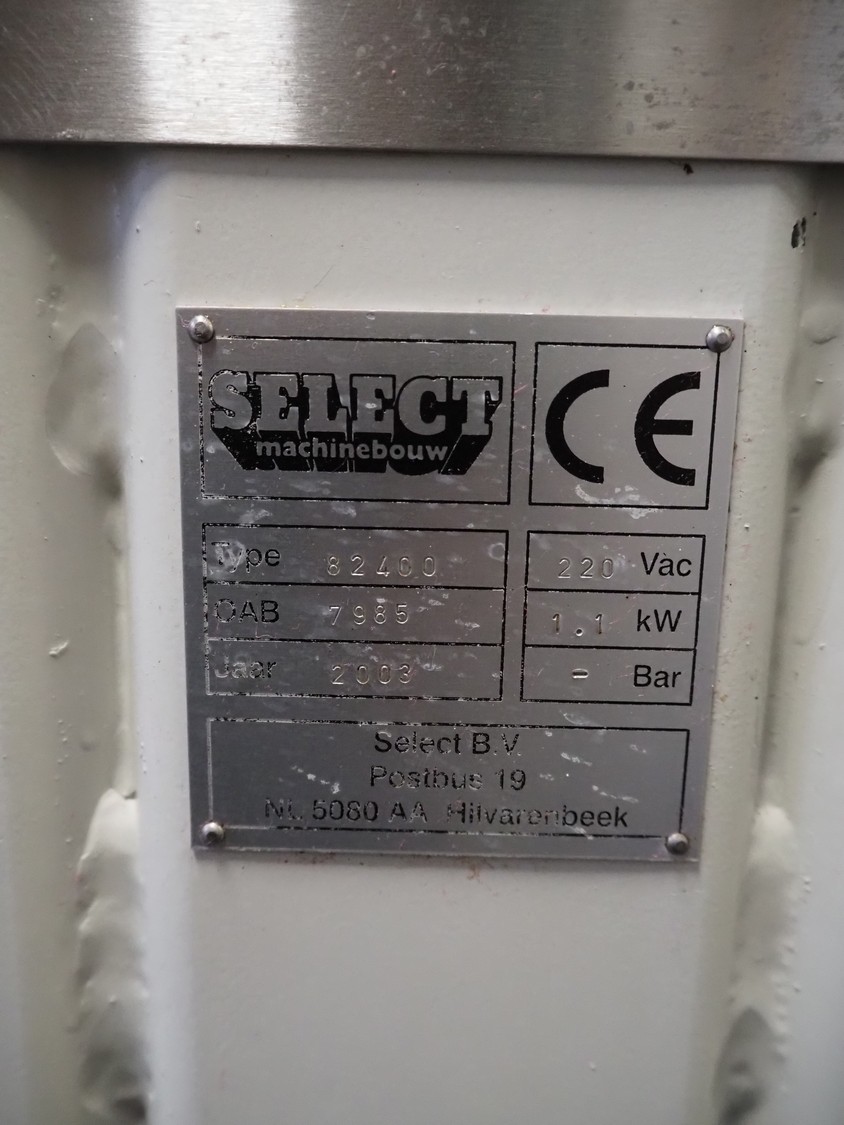 SELECT
machinebouw
CE
Type 82400 220 Vac
OAB 7985 1.1 kW
Jaar 2003 - Bar
Select B.V.
Postbus 19
NL 5080 AA Hilvarenbeek